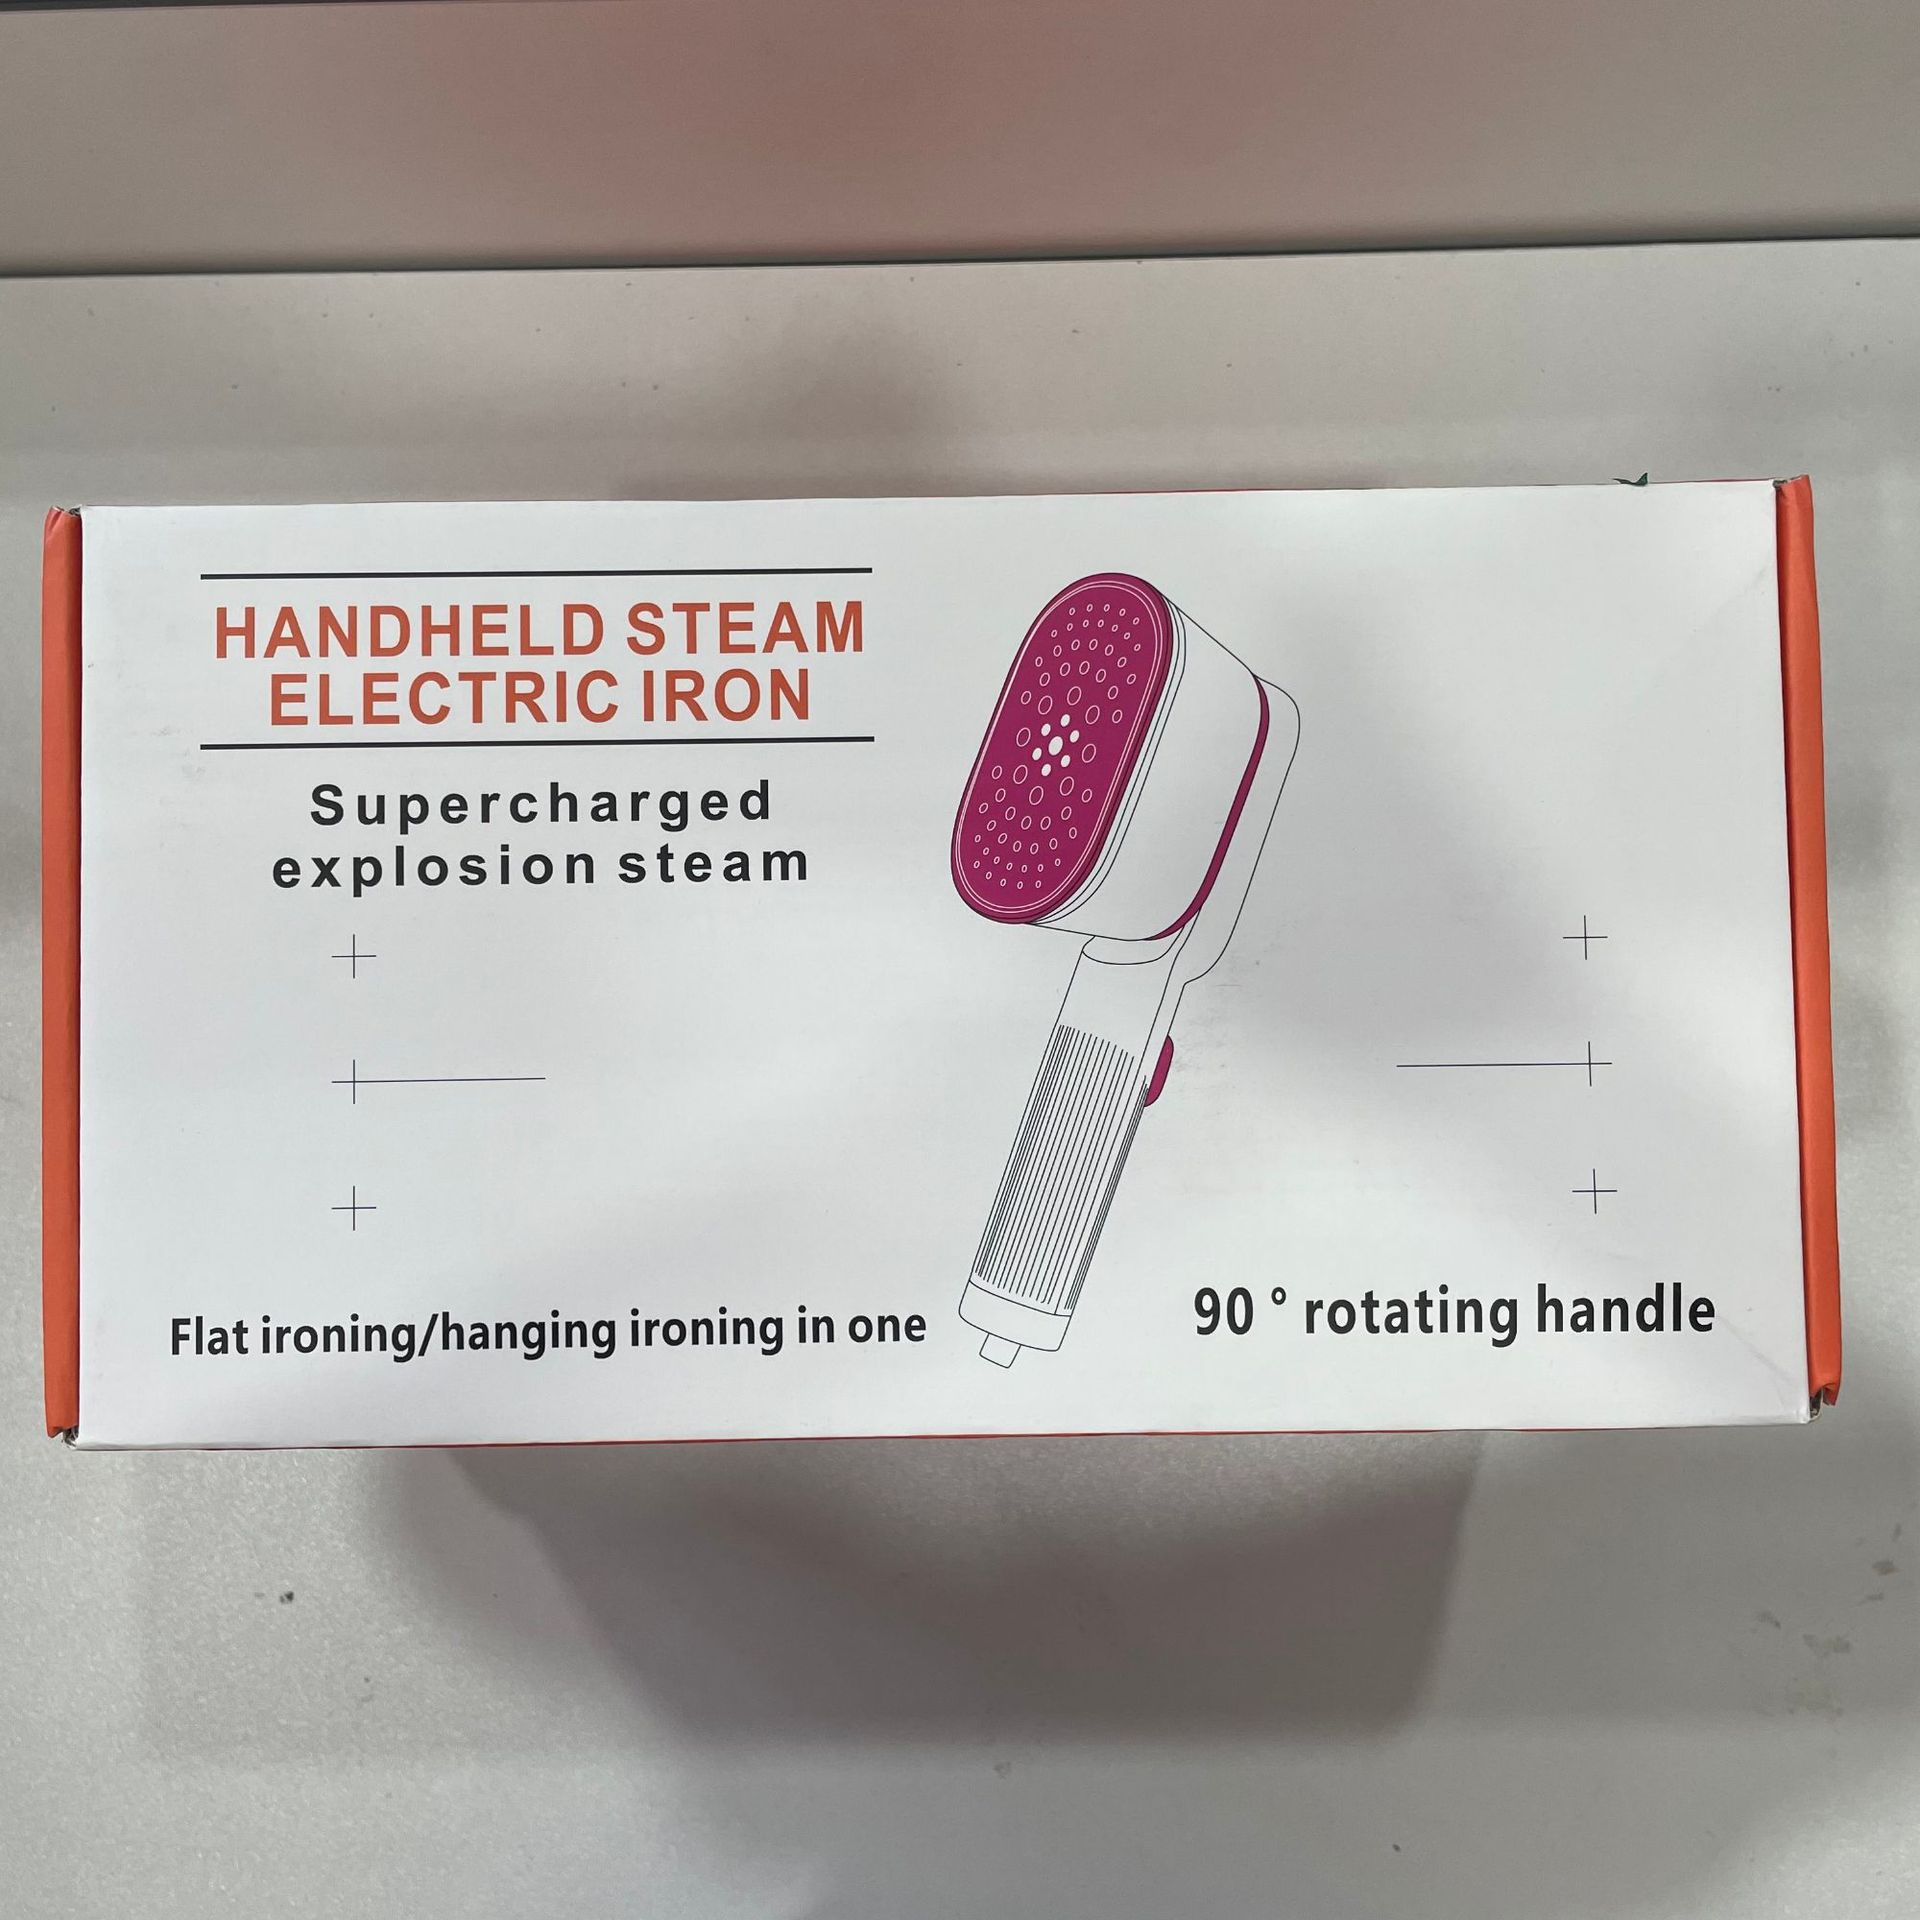 HANDHELD STEAM
ELECTRIC IRON
Supercharged
explosion steam
Flat ironing/hanging ironing in one
90 ° rotating handle